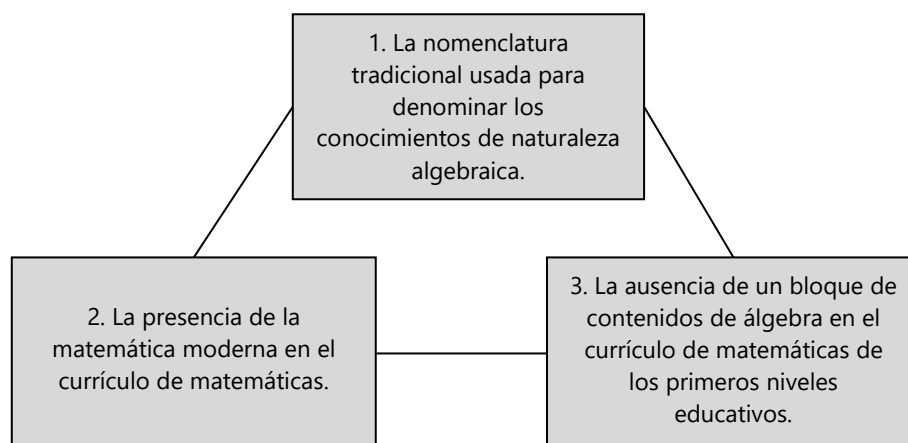 1. La nomenclatura
tradicional usada para
denominar los
conocimientos de naturaleza
algebraica.
2. La presencia de la
matemática moderna en el
currículo de matemáticas.
3. La ausencia de un bloque de
contenidos de álgebra en el
currículo de matemáticas de
los primeros niveles
educativos.